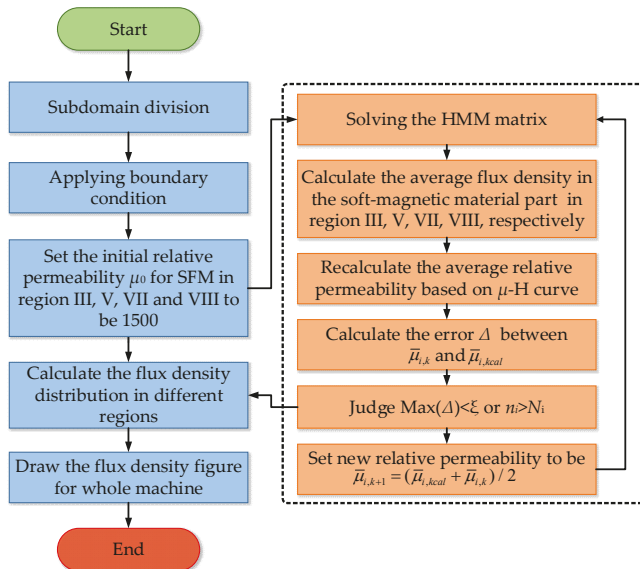 Start
Subdomain division
Applying boundary
condition
Set the initial relative
permeability μ₀ for SFM in
region III, V, VII and VIII to
be 1500
Calculate the flux density
distribution in different
regions
Draw the flux density figure
for whole machine
End
Solving the HMM matrix
Calculate the average flux density in
the soft-magnetic material part in
region III, V, VII, VIII, respectively
Recalculate the average relative
permeability based on μ-H curve
Calculate the error Δ between
μ̄i,k and μ̄i,kcal
Judge Max(Δ)<ξ or ni>Ni
Set new relative permeability to be
μ̄i,k+1=(μ̄i,kcal+μ̄i,k)/2